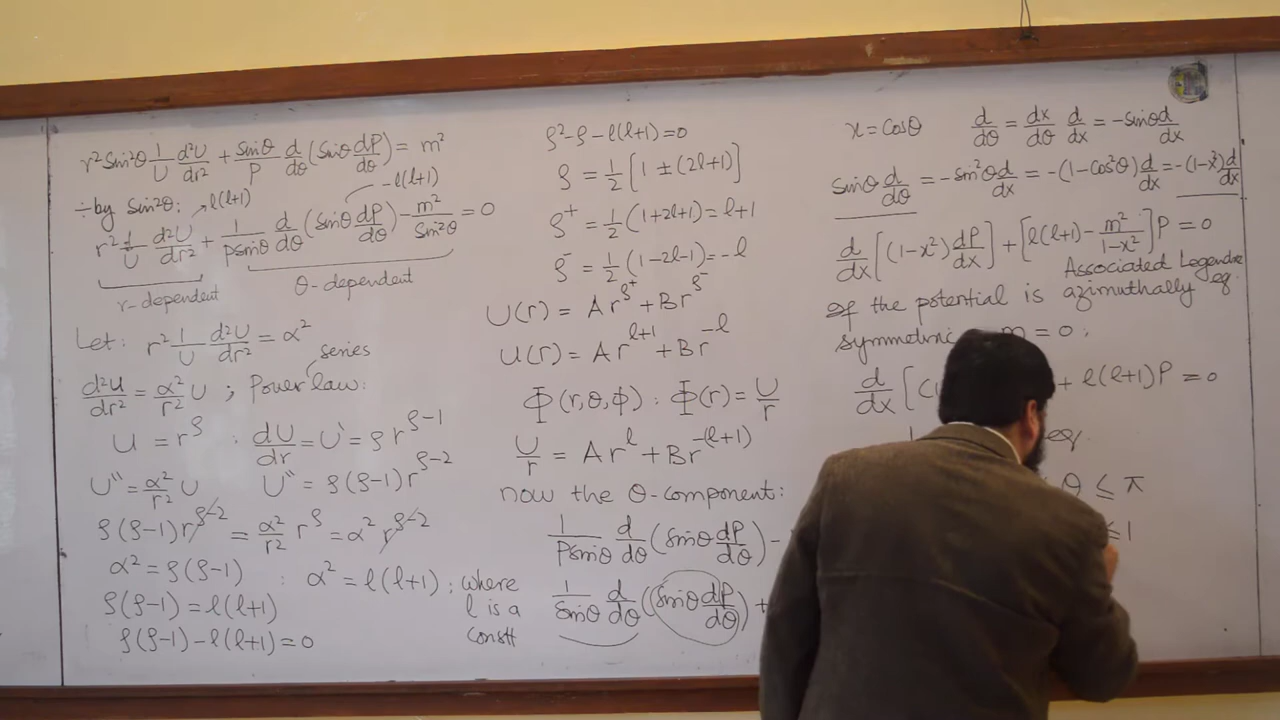 r² Sin²θ 1/U d²U/dr² + Sinθ/P d/dθ (Sinθ dP/dθ) = m²
-l(l+1)
÷by Sin²θ: → l(l+1)
r² 1/U d²U/dr² + 1/PSinθ d/dθ (Sinθ dP/dθ) - m²/Sin²θ = 0
r-dependent θ-dependent
Let: r² 1/U d²U/dr² = α²
series
d²U/dr² = α²/r² U ; Power law:
U = r^ρ : dU/dr = U' = ρ r^(ρ-1)
U'' = α²/r² U U'' = ρ(ρ-1) r^(ρ-2)
ρ(ρ-1) r^(ρ-2) = α²/r² r^ρ = α² r^(ρ-2)
α² = ρ(ρ-1) : α² = l(l+1) ; where
l is a
constt
ρ(ρ-1) = l(l+1)
ρ(ρ-1) - l(l+1) = 0
ρ² - ρ - l(l+1) = 0
ρ = 1/2 [1 ± (2l+1)]
ρ⁺ = 1/2 (1+2l+1) = l+1
ρ⁻ = 1/2 (1-2l-1) = -l
U(r) = A r^ρ⁺ + B r^ρ⁻
U(r) = A r^(l+1) + B r^(-l)
Φ(r,θ,ϕ) : Φ(r) = U/r
U/r = A r^l + B r^-(l+1)
now the θ-component:
1/PSinθ d/dθ (Sinθ dP/dθ) -
1/Sinθ d/dθ (Sinθ dP/dθ) +
x = Cosθ d/dθ = dx/dθ d/dx = -Sinθ d/dx
Sinθ d/dθ = -Sin²θ d/dx = -(1-Cos²θ) d/dx = -(1-x²) d/dx
d/dx [(1-x²) dP/dx] + [l(l+1) - m²/1-x²] P = 0
Associated Legendre
eq.
If the potential is azimuthally
symmetric m = 0 :
d/dx [(1 + l(l+1) P = 0
eq.
θ ≤ π
≤ 1